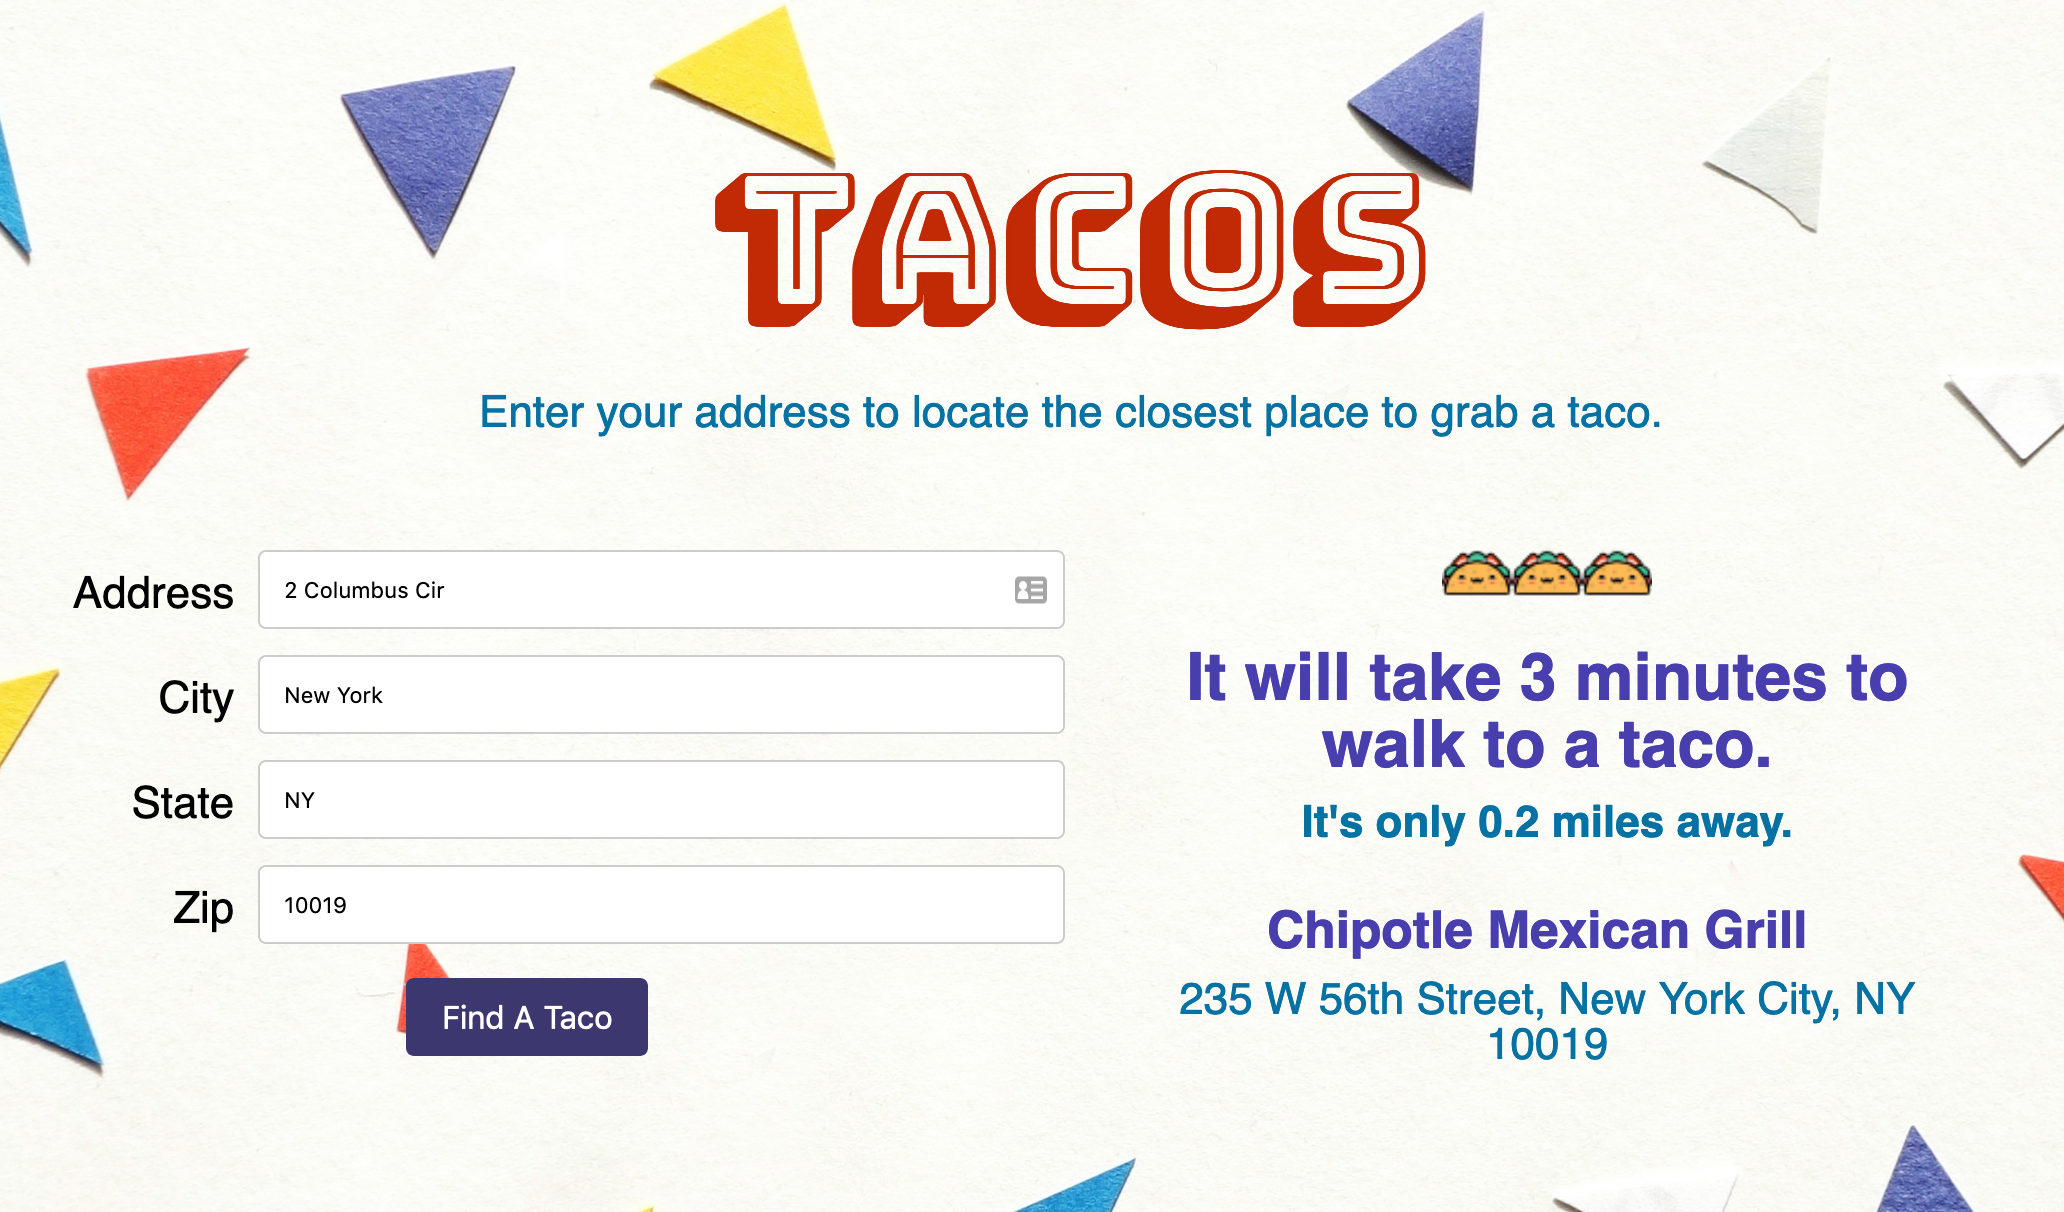 TACOS
Enter your address to locate the closest place to grab a taco.
Address
2 Columbus Cir
City
New York
State
NY
Zip
10019
Find A Taco
It will take 3 minutes to
walk to a taco.
It's only 0.2 miles away.
Chipotle Mexican Grill
235 W 56th Street, New York City, NY
10019